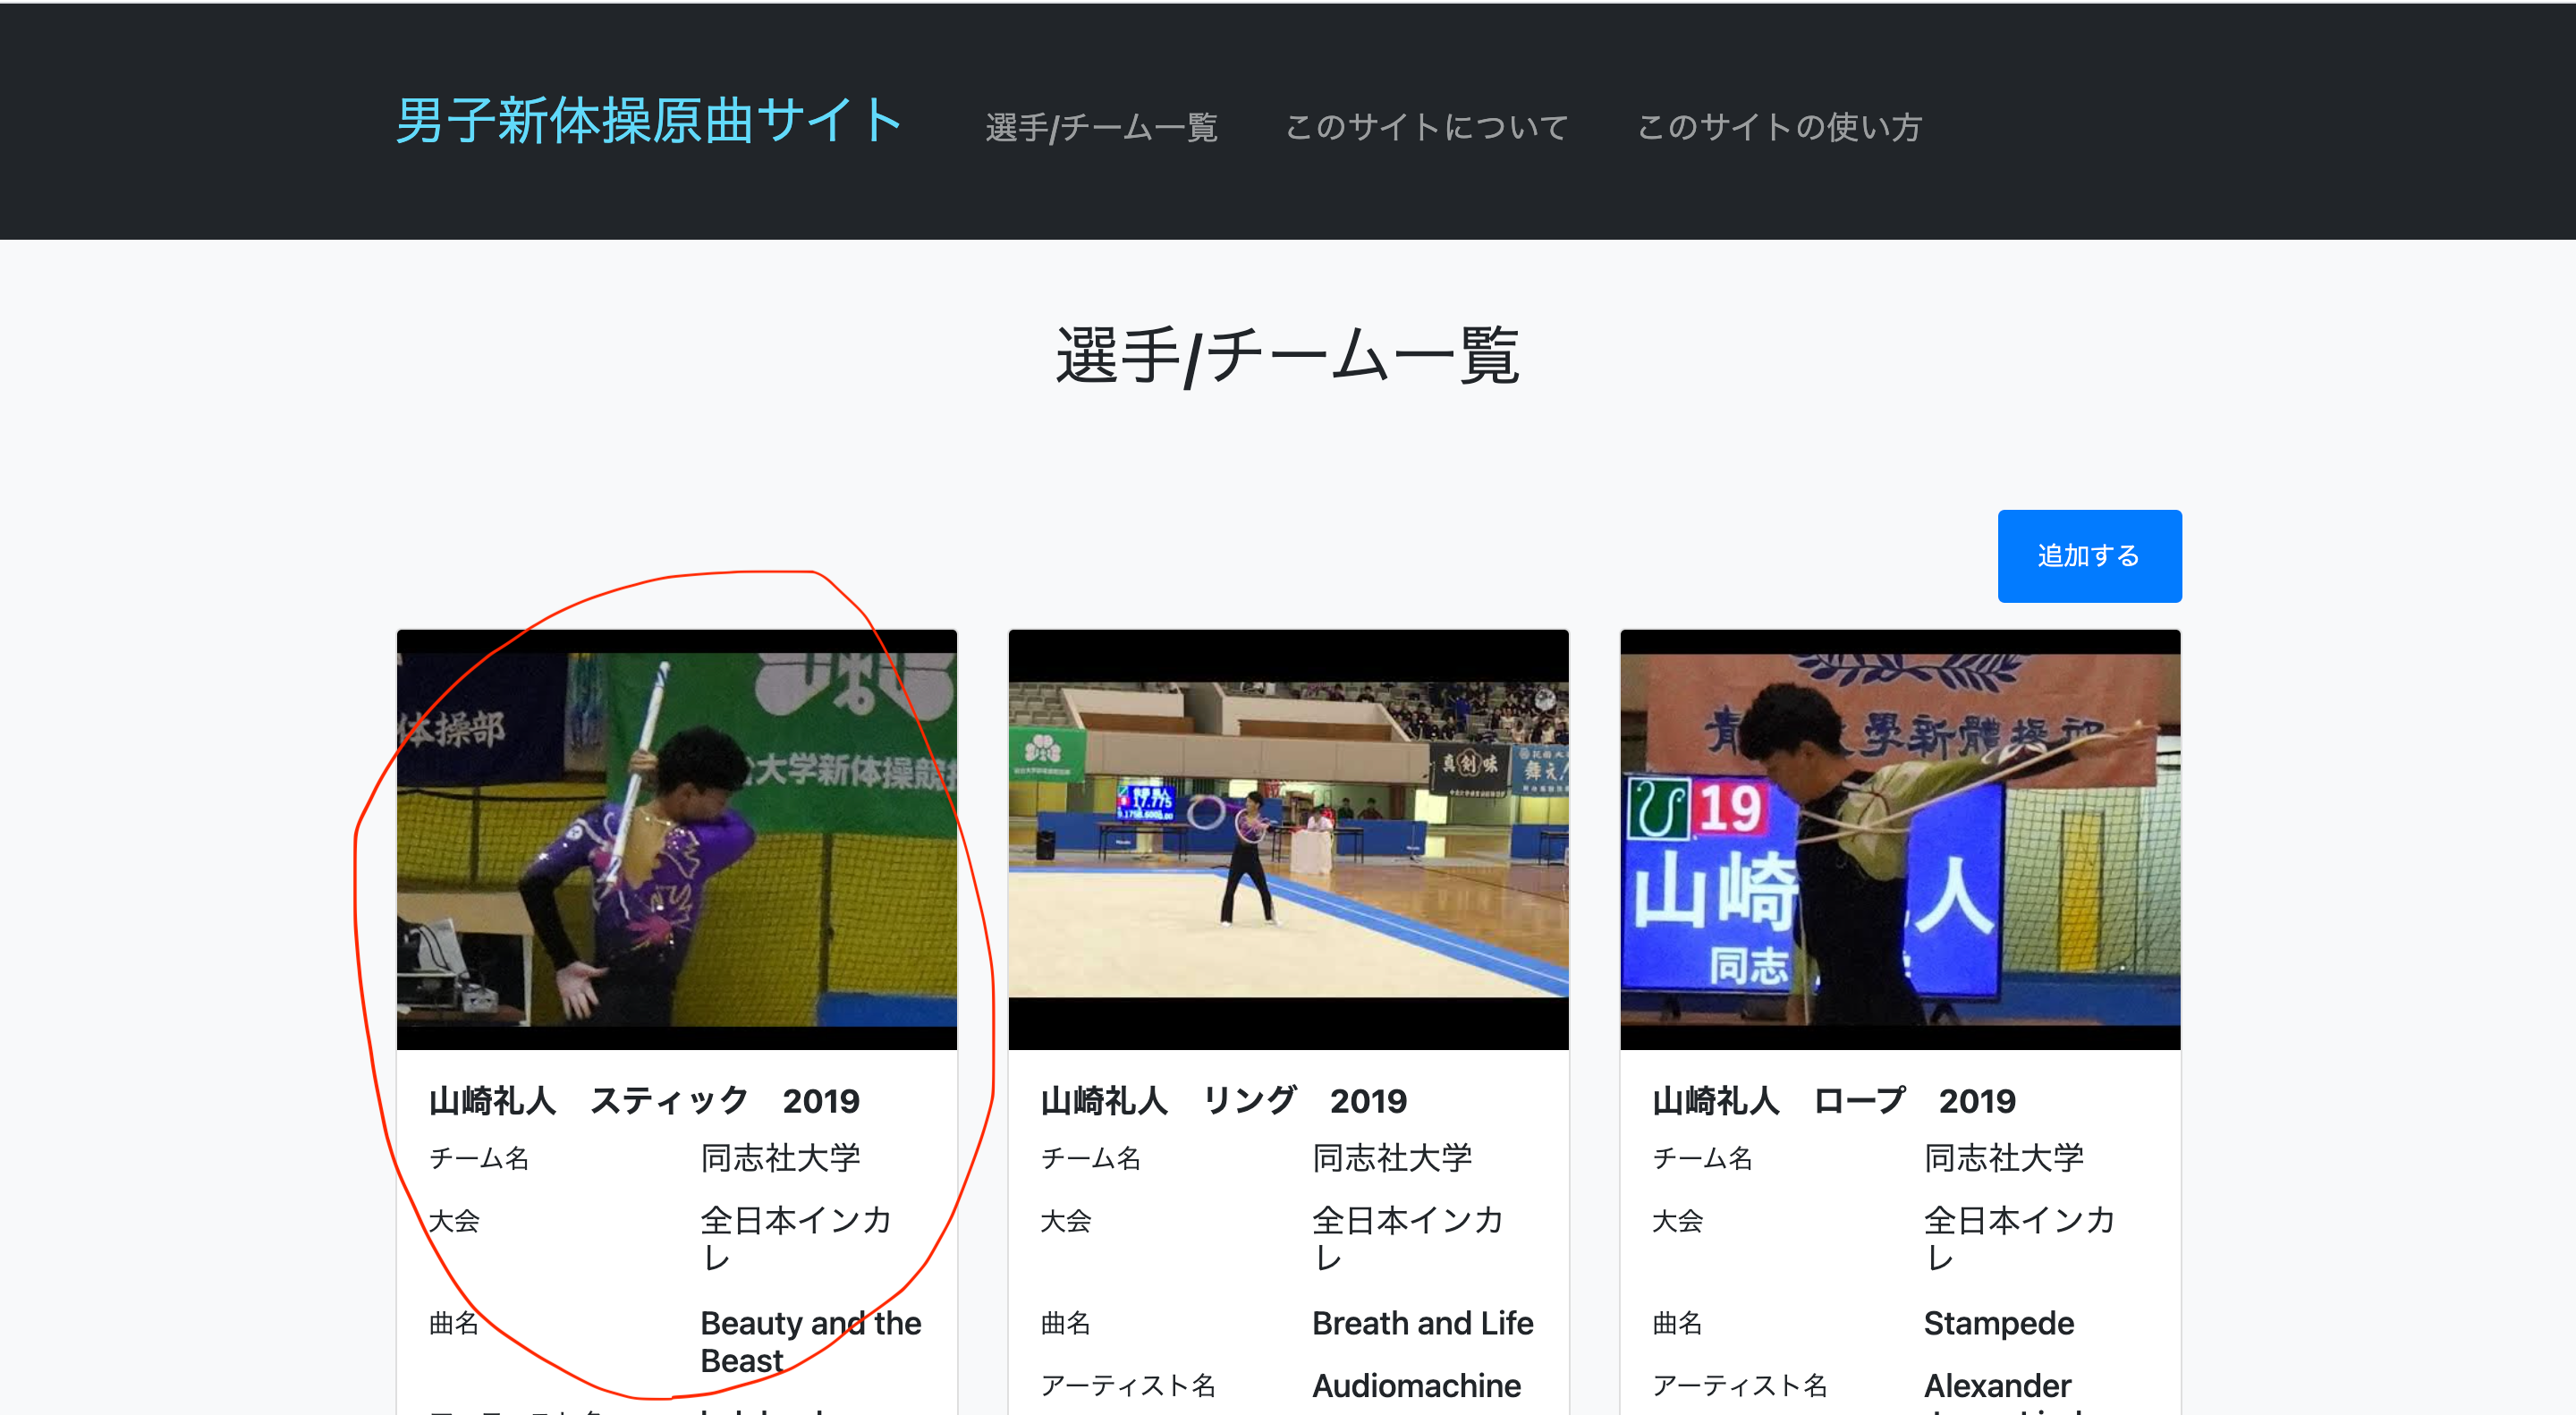 男子新体操原曲サイト
選手/チーム一覧
このサイトについて
このサイトの使い方
選手/チーム一覧
追加する
体操部
大学新体操競
山崎礼人　スティック　2019
チーム名
同志社大学
大会
全日本インカ
レ
曲名
Beauty and the
Beast
真剣味
舞え!
17.775
山崎礼人　リング　2019
チーム名
同志社大学
大会
全日本インカ
レ
曲名
Breath and Life
アーティスト名
Audiomachine
學新體操部
19
山崎 人
同志
山崎礼人　ロープ　2019
チーム名
同志社大学
大会
全日本インカ
レ
曲名
Stampede
アーティスト名
Alexander